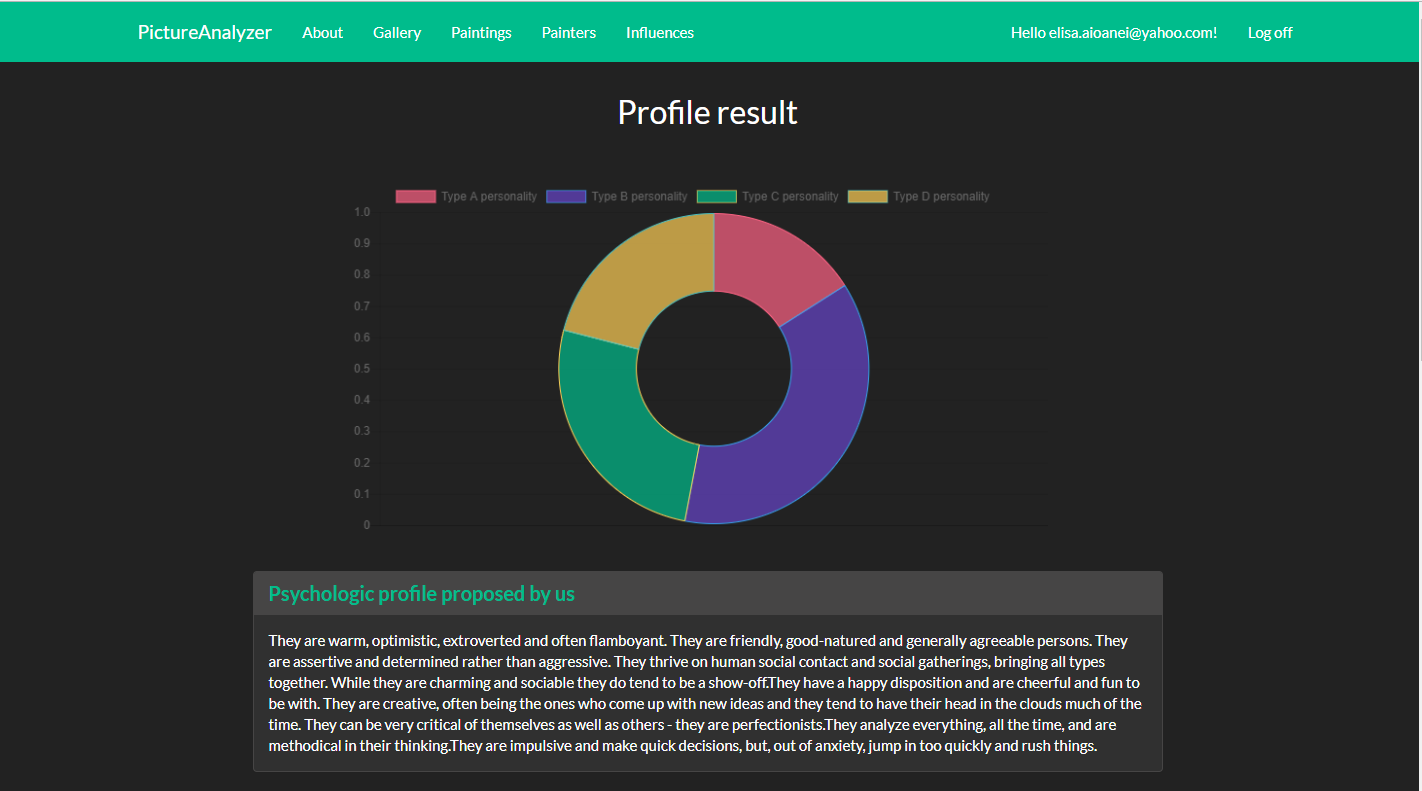 PictureAnalyzer About Gallery Paintings Painters Influences Hello elisa.aioanei@yahoo.com! Log off
Profile result
Type A personality Type B personality Type C personality Type D personality
1.0
0.9
0.8
0.7
0.6
0.5
0.4
0.3
0.2
0.1
0
Psychologic profile proposed by us
They are warm, optimistic, extroverted and often flamboyant. They are friendly, good-natured and generally agreeable persons. They
are assertive and determined rather than aggressive. They thrive on human social contact and social gatherings, bringing all types
together. While they are charming and sociable they do tend to be a show-off.They have a happy disposition and are cheerful and fun to
be with. They are creative, often being the ones who come up with new ideas and they tend to have their head in the clouds much of the
time. They can be very critical of themselves as well as others - they are perfectionists.They analyze everything, all the time, and are
methodical in their thinking.They are impulsive and make quick decisions, but, out of anxiety, jump in too quickly and rush things.